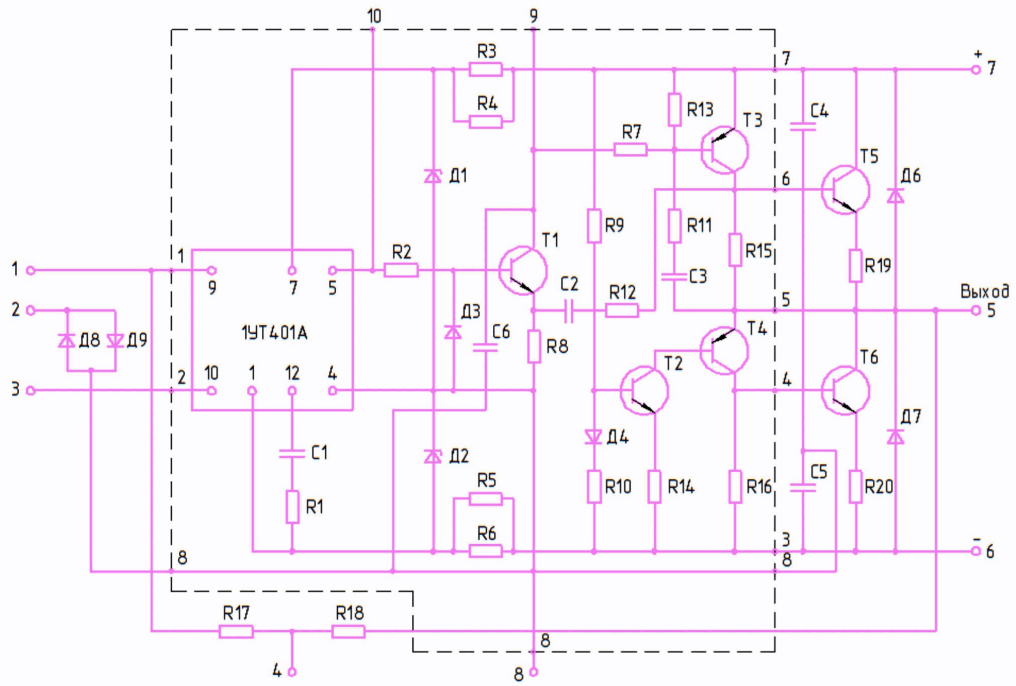 10 9
R3 7 + 7
R4 R13 T3 C4
R7 T5
Д1 6 Д6
R9 R11
1 1 R2 T1 R15 R19
9 7 5 C3
2 Д3 C2 R12 5 Выход 5
Д8 Д9 1УТ401А C6 R8 T4
T2 T6
3 2 10 1 12 4 4
Д4 Д7
C1 Д2 C5
R5 R10 R14 R16 R20
R1
R6 3 - 6
8 8
R17 R18
8
4 8